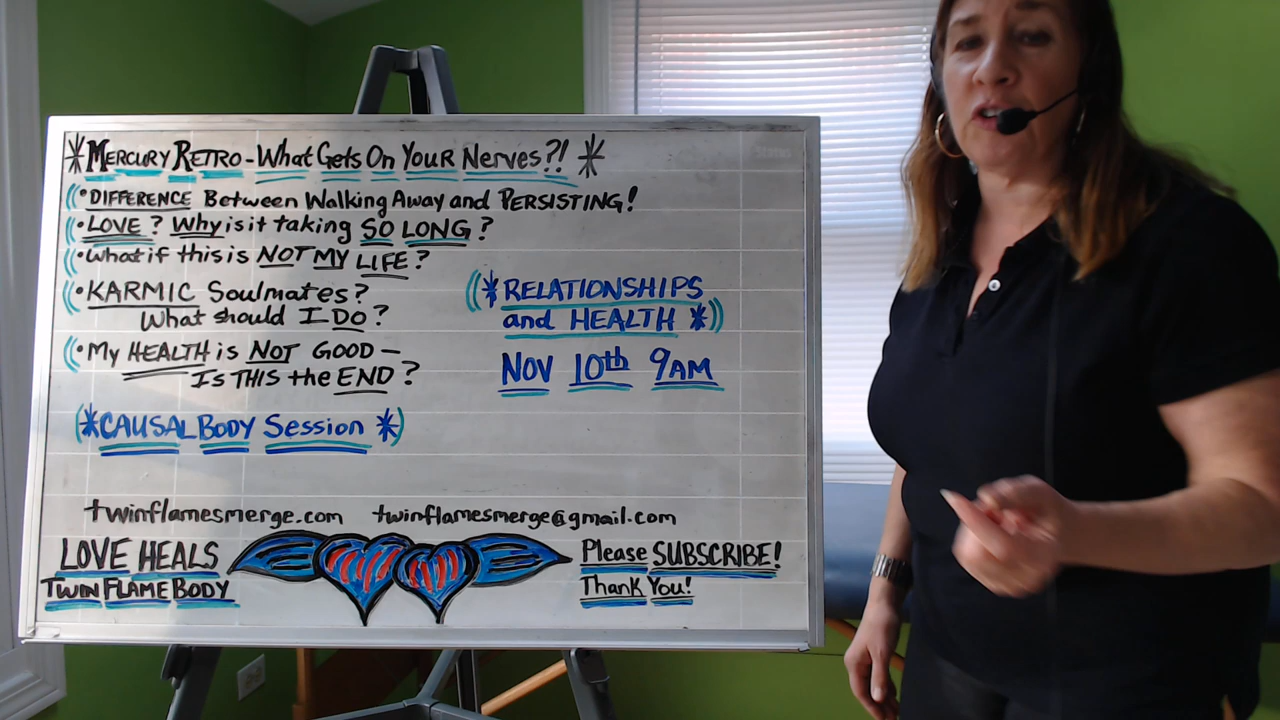 * MERCURY RETRO - What Gets On Your Nerves?! *
• DIFFERENCE Between Walking Away and PERSISTING!
• LOVE? Why is it taking SO LONG?
• What if this is NOT MY LIFE?
• KARMIC Soulmates?
What should I DO?
• My HEALTH is NOT GOOD -
Is THIS the END?
* CAUSAL BODY Session *
* RELATIONSHIPS
and HEALTH *
Nov 10th 9AM
twinflamesmerge.com twinflamesmerge@gmail.com
LOVE HEALS
TWIN FLAME BODY
Please SUBSCRIBE!
Thank You!